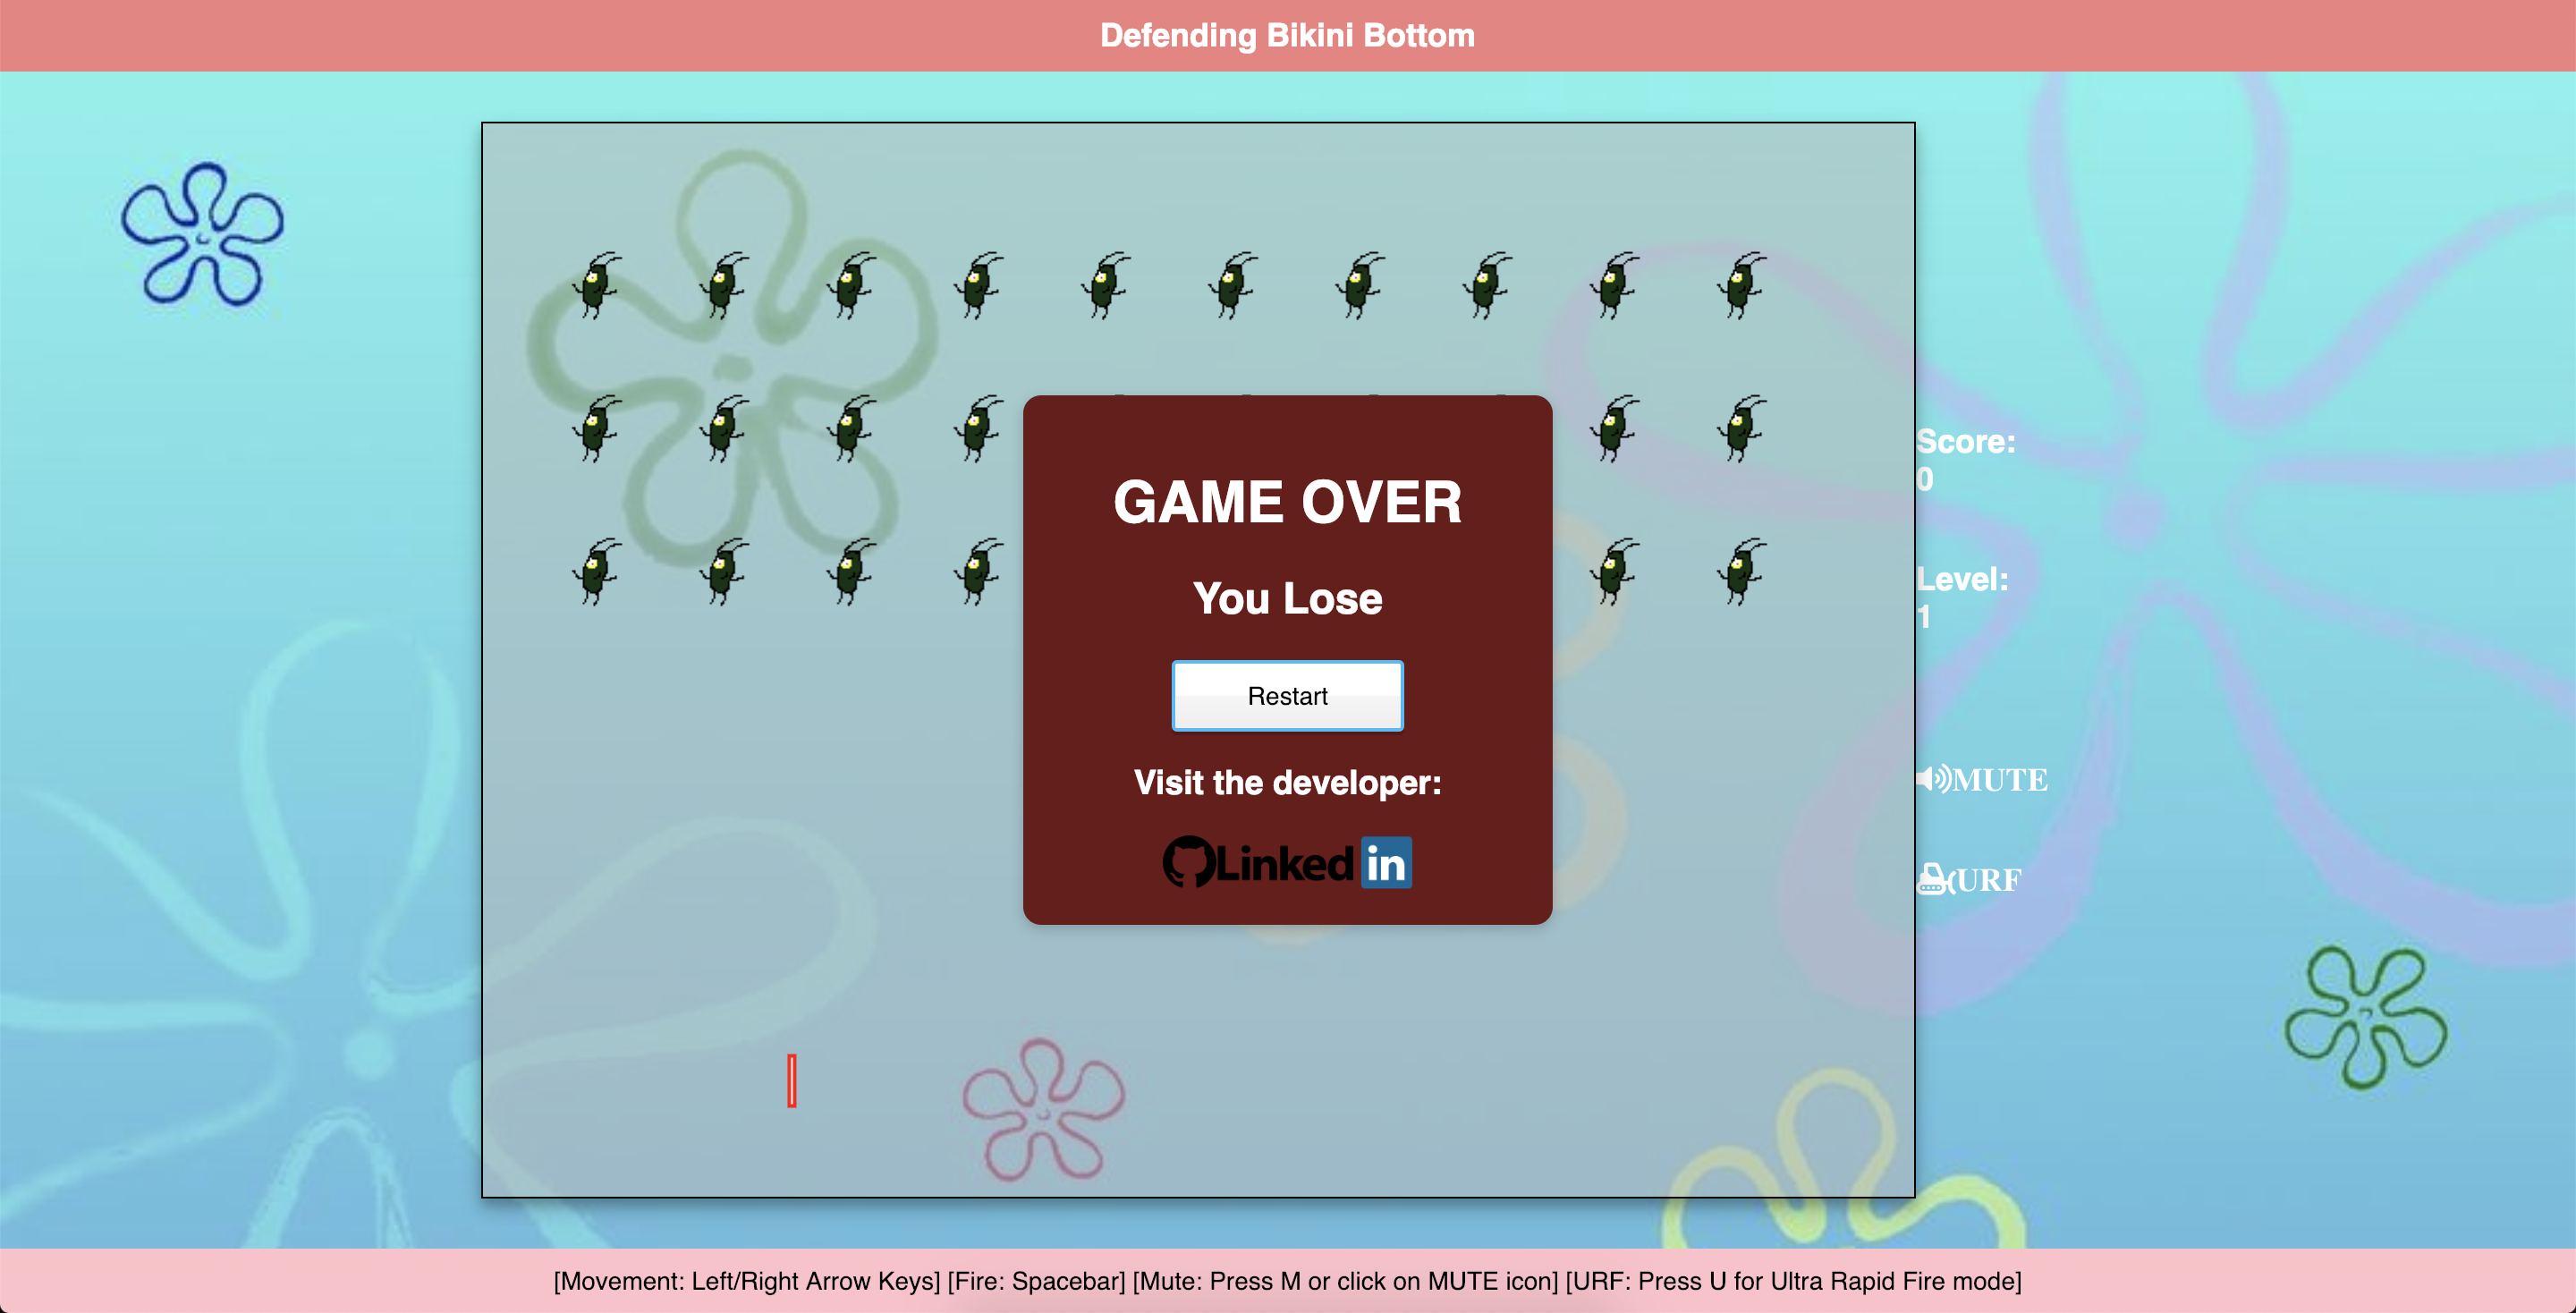 Defending Bikini Bottom
GAME OVER
You Lose
Restart
Visit the developer:
Linked in
Score:
0
Level:
1
MUTE
URF
[Movement: Left/Right Arrow Keys] [Fire: Spacebar] [Mute: Press M or click on MUTE icon] [URF: Press U for Ultra Rapid Fire mode]